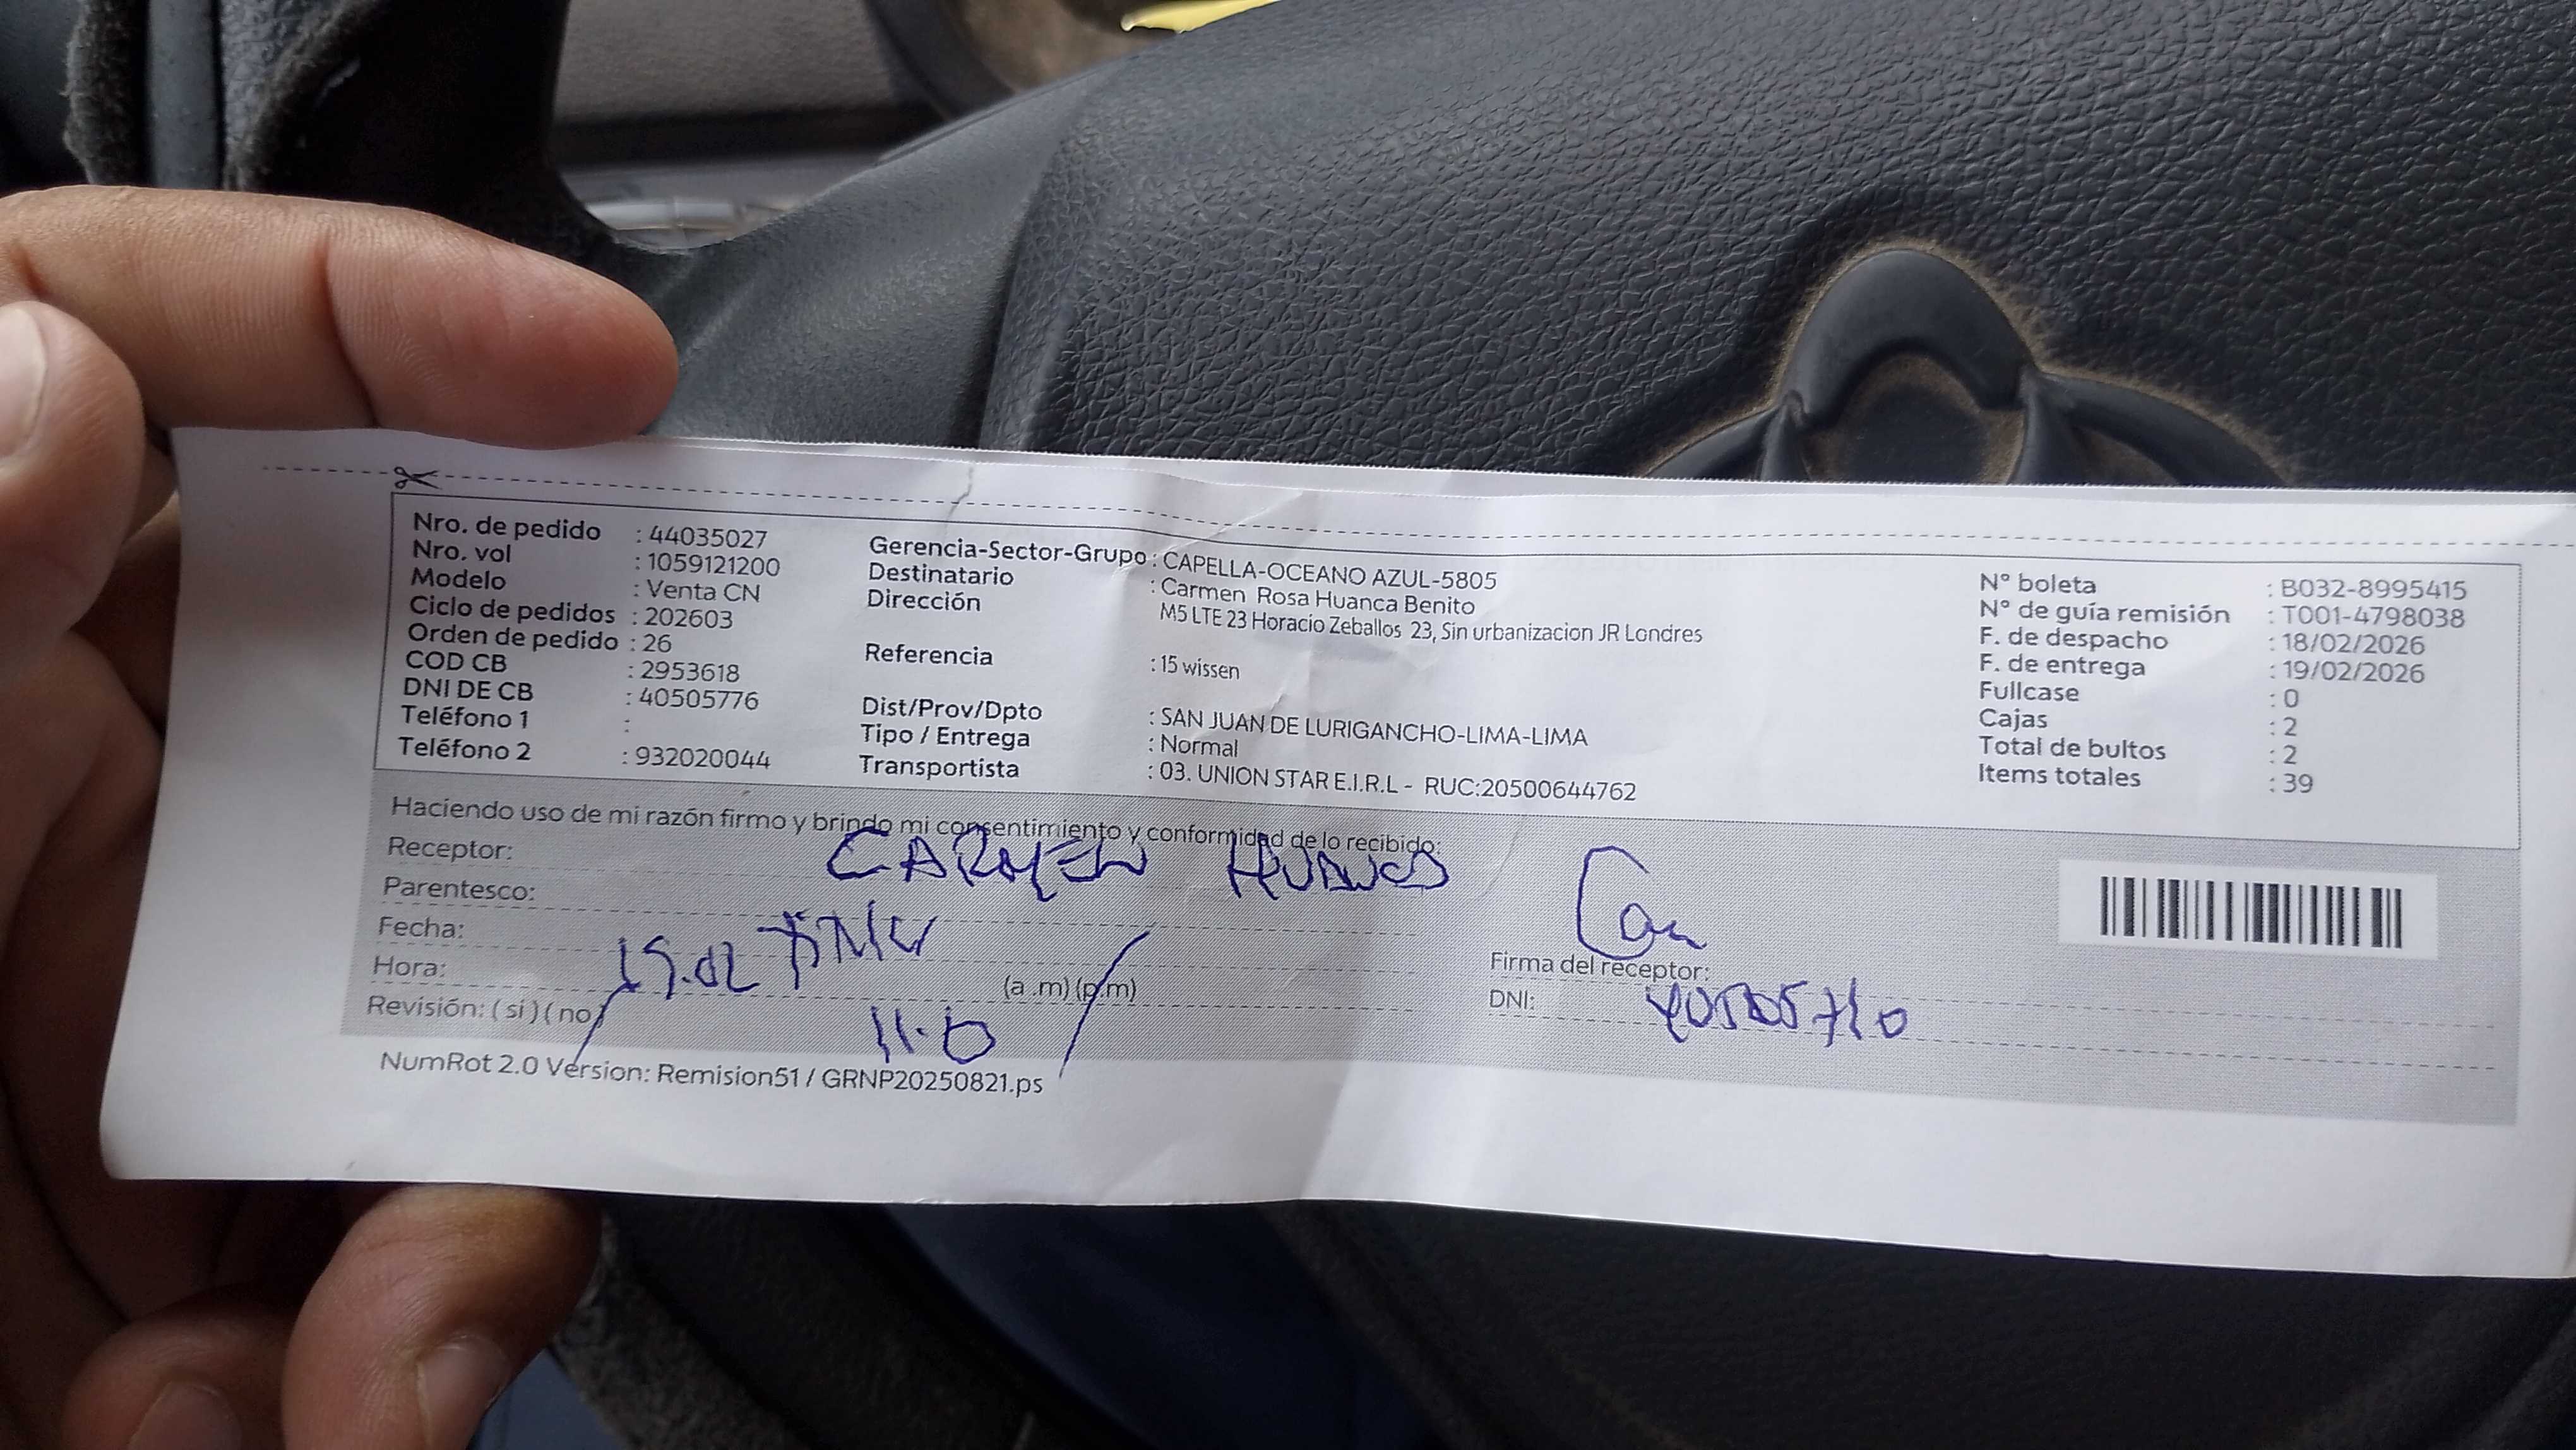 Nro. de pedido : 44035027
Nro. vol : 1059121200
Modelo : Venta CN
Ciclo de pedidos : 202603
Orden de pedido : 26
COD CB : 2953618
DNI DE CB : 40505776
Teléfono 1 :
Teléfono 2 : 932020044
Gerencia-Sector-Grupo : CAPELLA-OCEANO AZUL-5805
Destinatario : Carmen Rosa Huanca Benito
Dirección M5 LTE 23 Horacio Zeballos 23, Sin urbanizacion JR Londres
Referencia : 15 wissen
Dist/Prov/Dpto : SAN JUAN DE LURIGANCHO-LIMA-LIMA
Tipo / Entrega : Normal
Transportista : 03. UNION STAR E.I.R.L - RUC:20500644762
N° boleta : B032-8995415
N° de guía remisión : T001-4798038
F. de despacho : 18/02/2026
F. de entrega : 19/02/2026
Fullcase : 0
Cajas : 2
Total de bultos : 2
Items totales : 39
Haciendo uso de mi razón firmo y brindo mi consentimiento y conformidad de lo recibido:
Receptor: CARMEN HUANCA
Parentesco:
Fecha: 19.02
Hora: (a .m) (p.m)
Revisión: ( si ) ( no )
Firma del receptor:
DNI:
NumRot 2.0 Version: Remision51 / GRNP20250821.ps